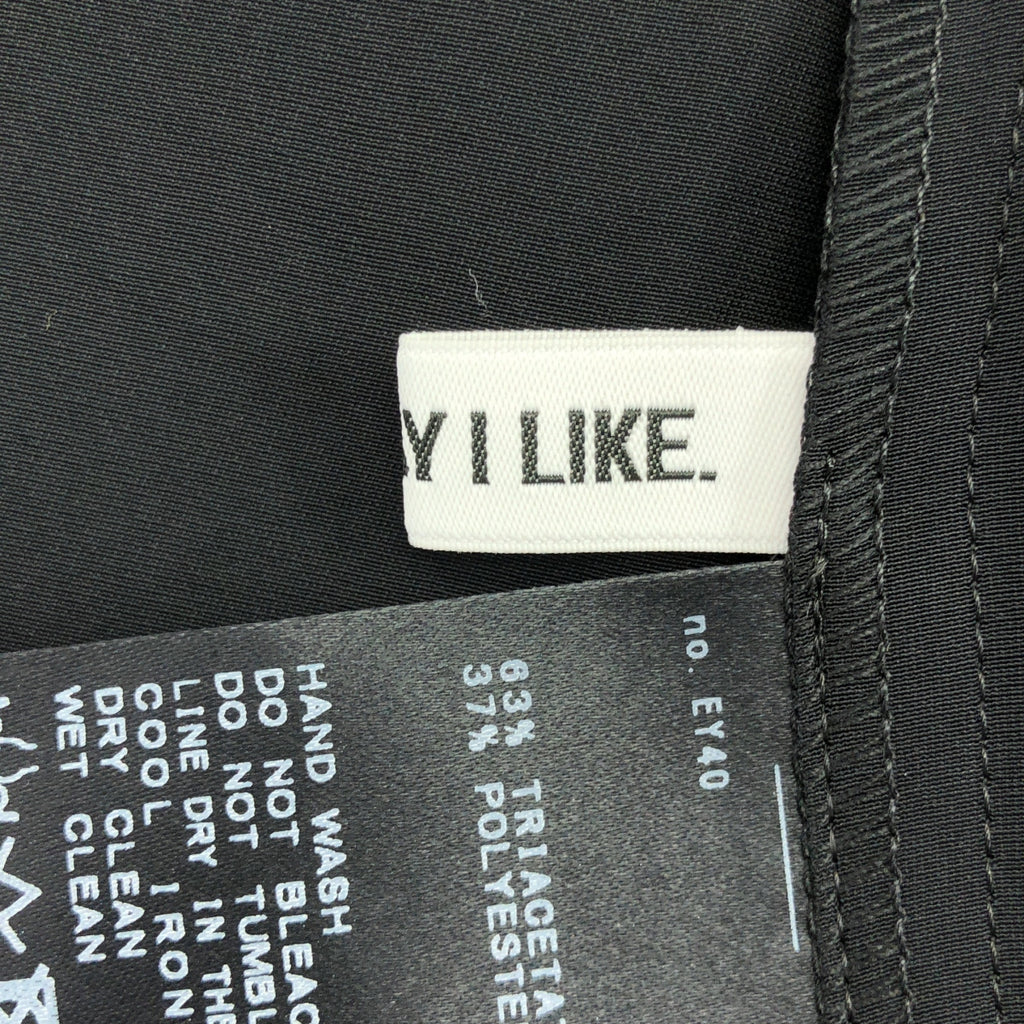 Y I LIKE.
no. EY40
63% TRIACETA
37% POLYESTE
HAND WASH
DO NOT BLEAC
DO NOT TUMBL
LINE DRY IN THE
COOL IRON
DRY CLEAN
WET CLEAN